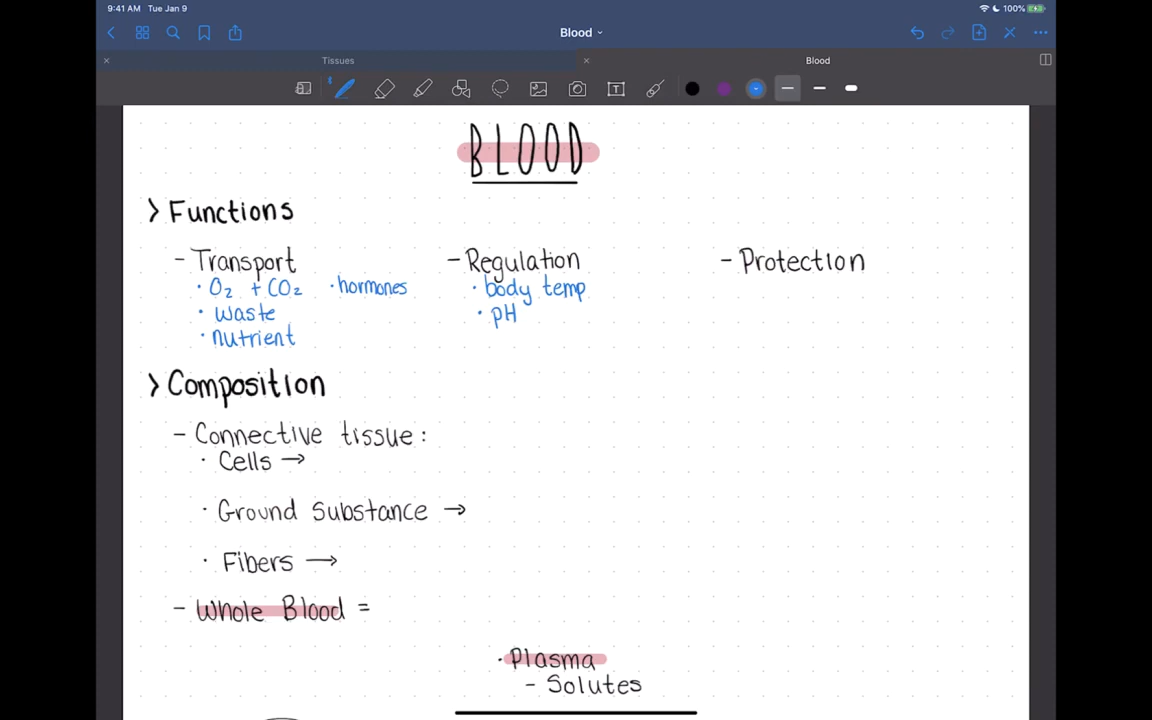 9:41 AM Tue Jan 9
100%
Blood
Tissues
Blood
BLOOD
> Functions
- Transport
· O₂ + CO₂ · hormones
· waste
· nutrient
- Regulation
· body temp
· pH
- Protection
> Composition
- Connective tissue:
· Cells →
· Ground substance →
· Fibers →
- Whole Blood =
· Plasma
- Solutes